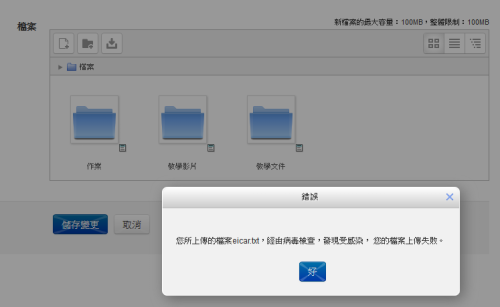 新檔案的最大容量：100MB，整體限制：100MB
檔案
檔案
作業
教學影片
教學文件
錯誤
儲存變更
取消
您所上傳的檔案eicar.txt，經由病毒檢查，發現受感染， 您的檔案上傳失敗。
好